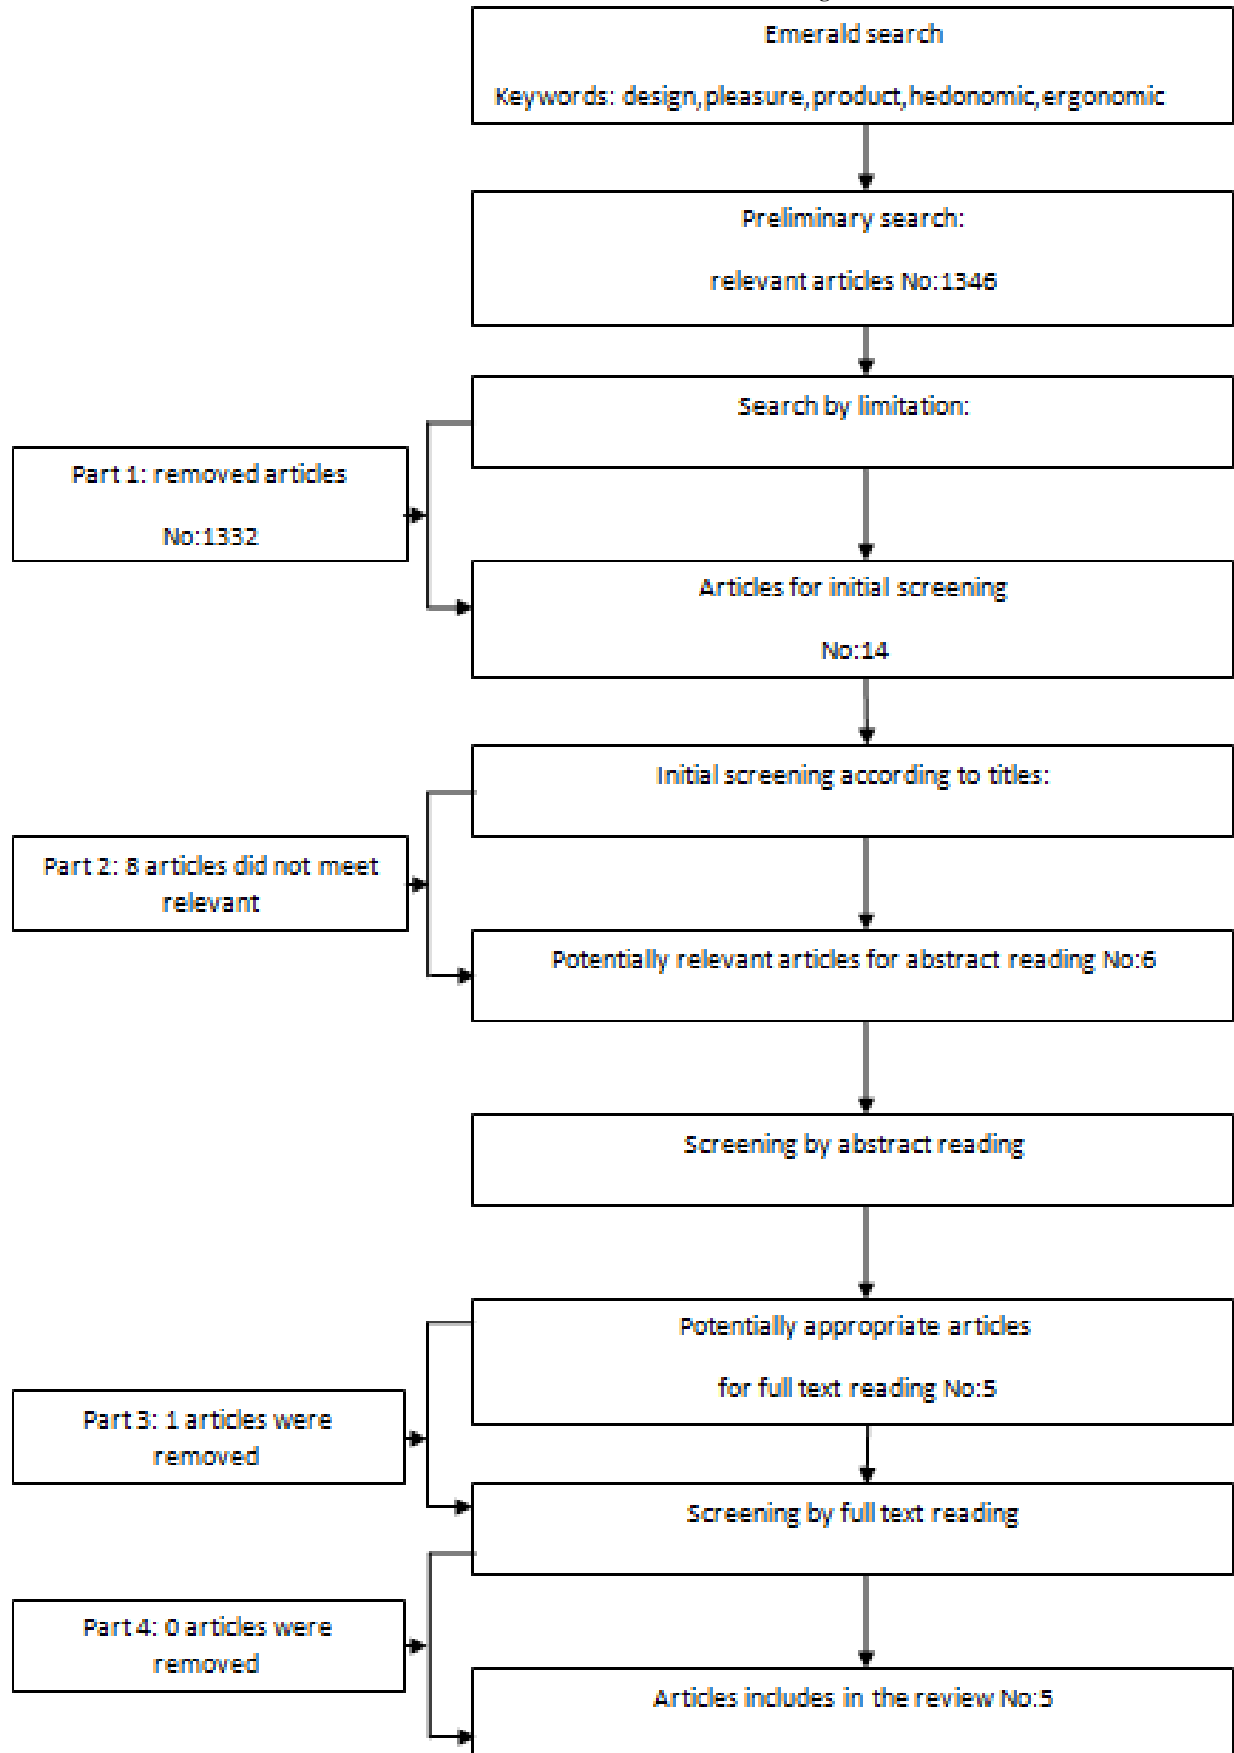 Emerald search
Keywords: design,pleasure,product,hedonomic,ergonomic
Preliminary search:
relevant articles No:1346
Search by limitation:
Part 1: removed articles
No:1332
Articles for initial screening
No:14
Initial screening according to titles:
Part 2: 8 articles did not meet
relevant
Potentially relevant articles for abstract reading No:6
Screening by abstract reading
Potentially appropriate articles
for full text reading No:5
Part 3: 1 articles were
removed
Screening by full text reading
Part 4: 0 articles were
removed
Articles includes in the review No:5